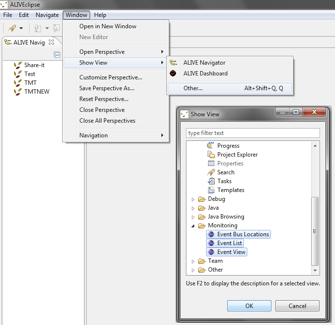 ALIVEclipse
File Edit Navigate Window Help
ALIVE Navig
Share-it
Test
TMT
TMTNEW
Open in New Window
New Editor
Open Perspective
Show View
Customize Perspective...
Save Perspective As...
Reset Perspective...
Close Perspective
Close All Perspectives
Navigation
ALIVE Navigator
ALIVE Dashboard
Other... Alt+Shift+Q, Q
Show View
type filter text
Progress
Project Explorer
Properties
Search
Tasks
Templates
Debug
Java
Java Browsing
Monitoring
Event Bus Locations
Event List
Event View
Team
Other
Use F2 to display the description for a selected view.
OK Cancel